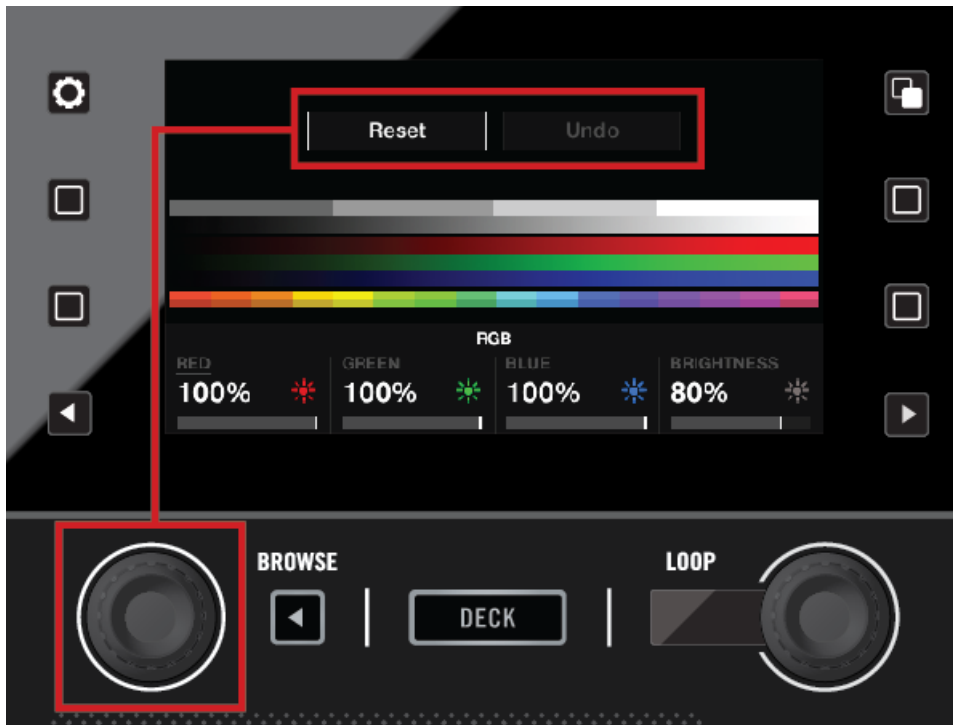 Reset Undo
RGB
RED GREEN BLUE BRIGHTNESS
100% 100% 100% 80%
BROWSE LOOP
DECK